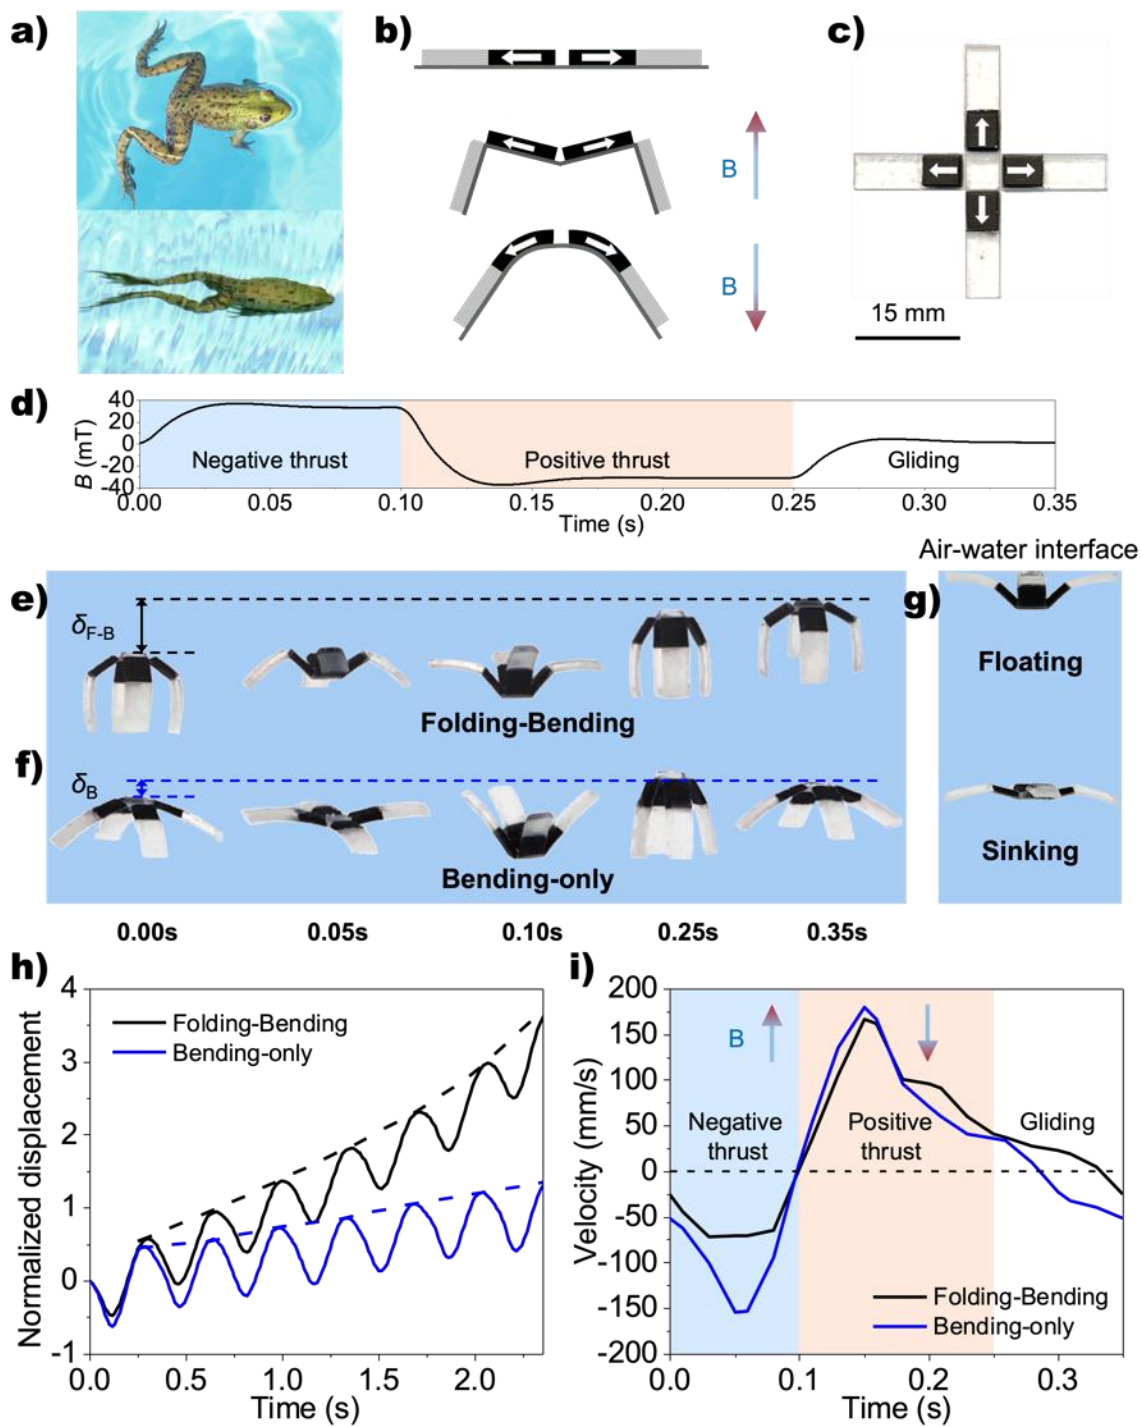 a)
b)
c)
B
B
15 mm
d)
40
20
0
-20
-40
B (mT)
Negative thrust
Positive thrust
Gliding
0.00
0.05
0.10
0.15
0.20
0.25
0.30
0.35
Time (s)
Air-water interface
e)
δF-B
Folding-Bending
g)
Floating
f)
δB
Bending-only
Sinking
0.00s
0.05s
0.10s
0.25s
0.35s
h)
4
3
2
1
0
-1
Normalized displacement
Folding-Bending
Bending-only
0.0
0.5
1.0
1.5
2.0
Time (s)
i)
200
150
100
50
0
-50
-100
-150
-200
Velocity (mm/s)
B
Negative
thrust
Positive
thrust
Gliding
Folding-Bending
Bending-only
0.0
0.1
0.2
0.3
Time (s)